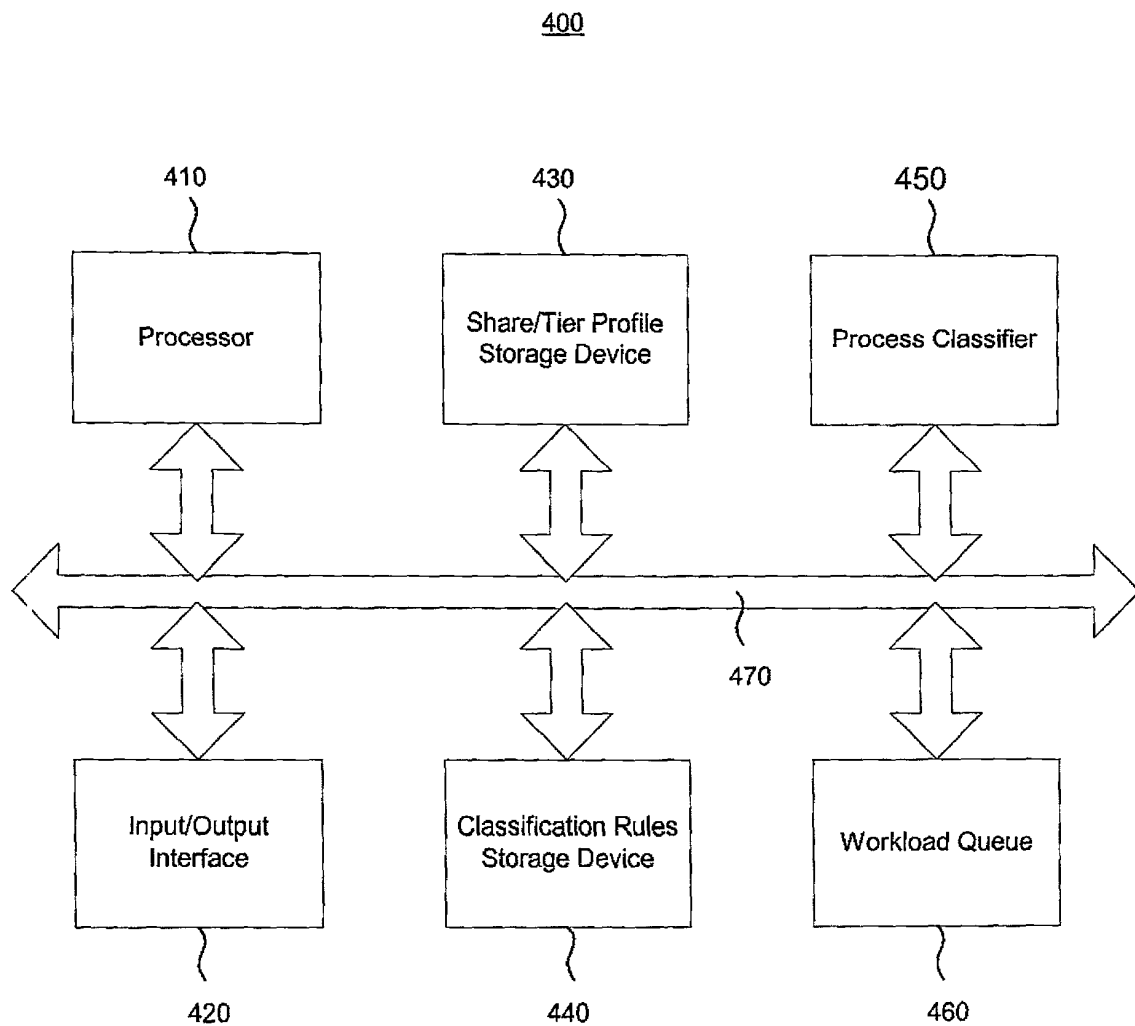 400
410
430
450
Processor
Share/Tier Profile
Storage Device
Process Classifier
470
Input/Output
Interface
Classification Rules
Storage Device
Workload Queue
420
440
460